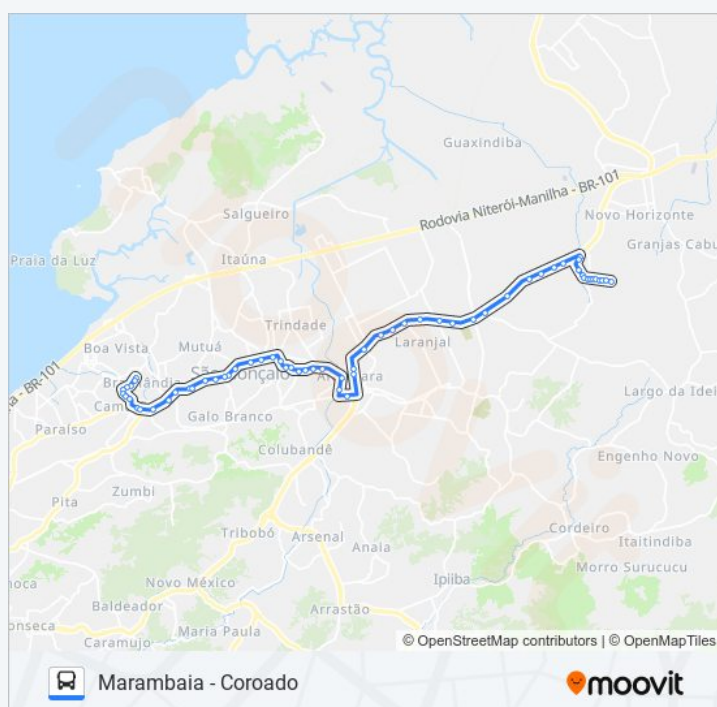 Guaxindiba
Rodovia Niterói-Manilha - BR-101
Novo Horizonte
Salgueiro
Granjas Cabu
Praia da Luz
Itaúna
Trindade
Boa Vista
Mutuá
Laranjal
São Gonçalo
Largo da Idei
Galo Branco
Paraíso
Colubandê
Engenho Novo
Pita
Zumbi
Cordeiro
Tribobó
Arsenal
Itaitindiba
Anaia
Morro Surucucu
Novo México
Ipiiba
onseca
Baldeador
Arrastão
Maria Paula
Caramujo
© OpenStreetMap contributors | © OpenMapTiles
Marambaia - Coroado
moovit